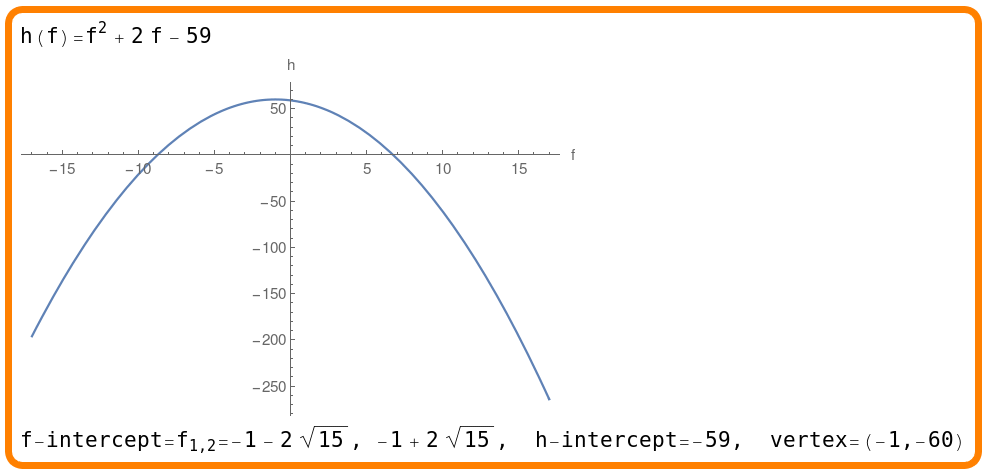 h(f)=f² + 2 f − 59
h
50
f
−15 −10 −5 5 10 15
−50
−100
−150
−200
−250
f−intercept=f₁,₂=−1 − 2 √15, −1 + 2 √15, h−intercept=−59, vertex=(−1,−60)